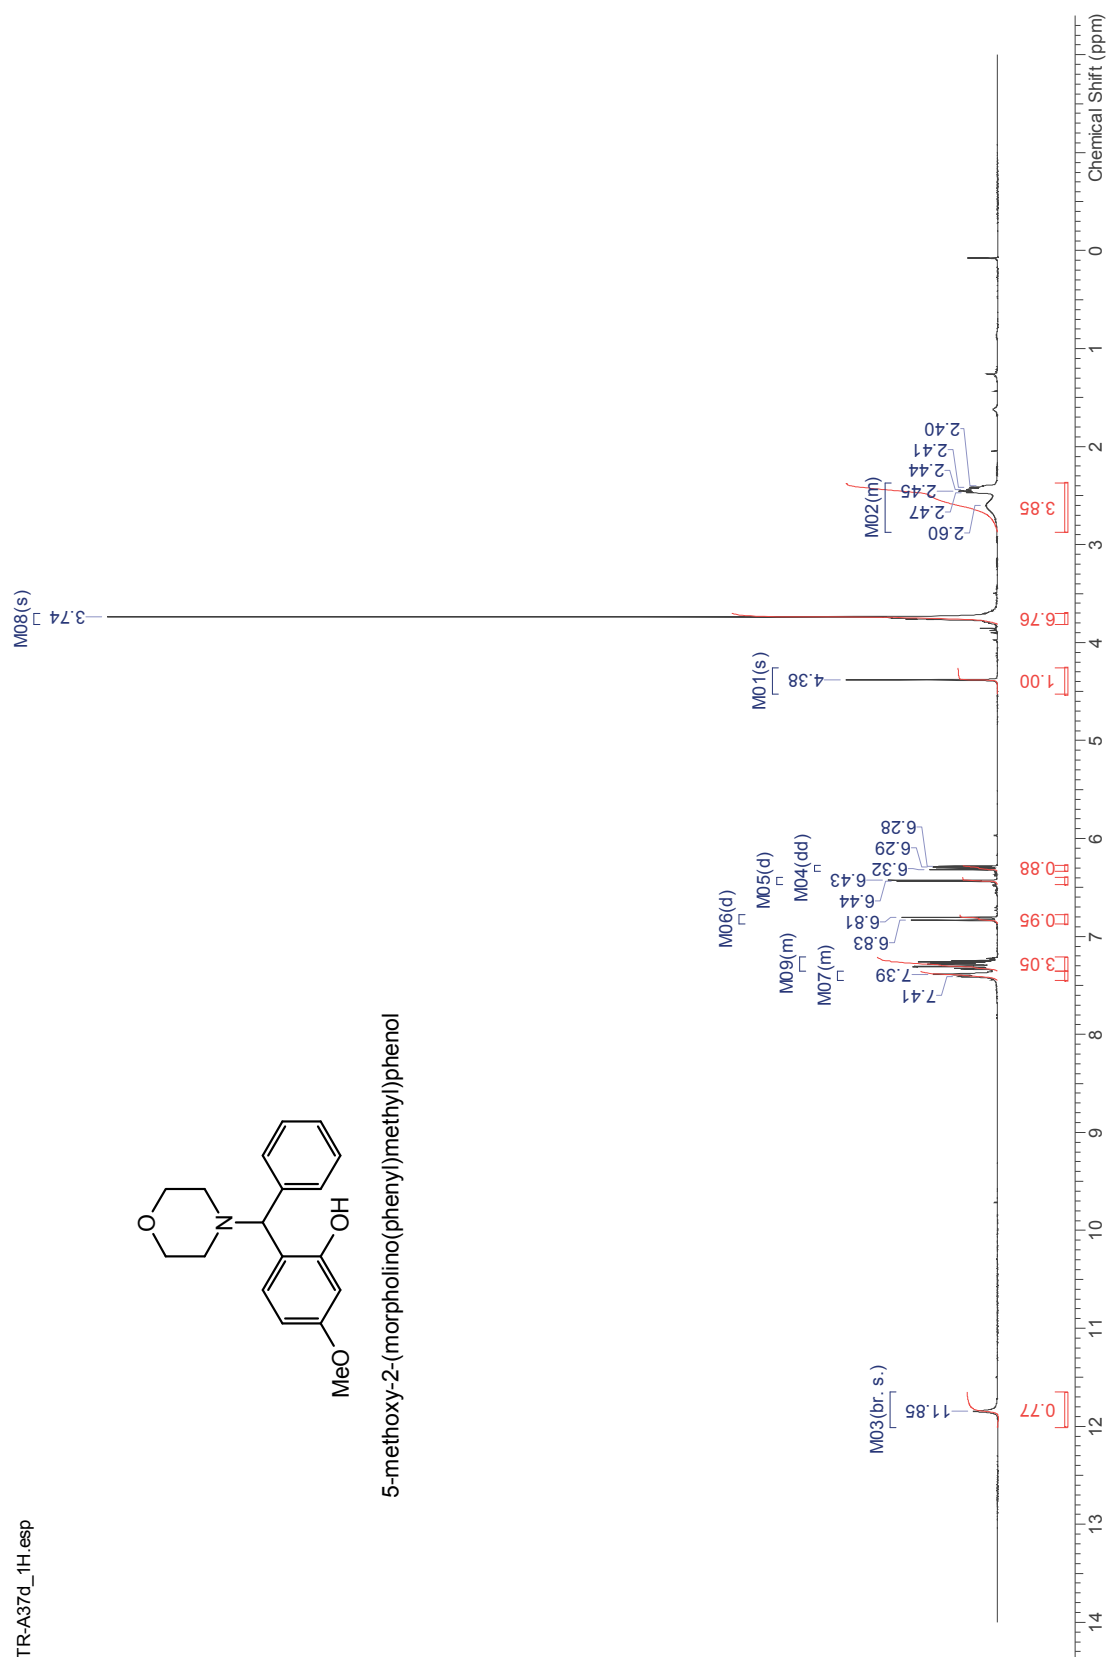 TR-A37d_1H.esp
O
N
OH
MeO
5-methoxy-2-(morpholino(phenyl)methyl)phenol
M03(br. s.)
11.85
0.77
M09(m)
M07(m)
7.41
7.39
3.05
M06(d)
6.83
6.81
0.95
M05(d)
6.44
6.43
M04(dd)
6.32
6.29
6.28
0.88
M01(s)
4.38
1.00
M08(s)
3.74
6.76
M02(m)
2.60
2.47
2.45
2.44
2.41
2.40
3.85
14 13 12 11 10 9 8 7 6 5 4 3 2 1 0
Chemical Shift (ppm)